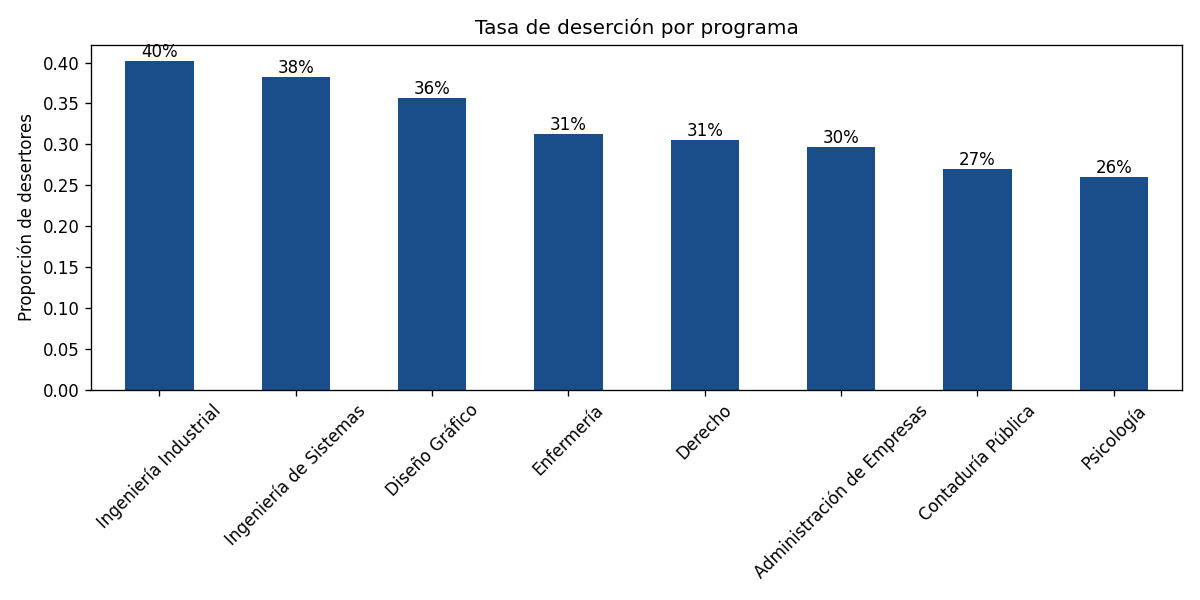 Tasa de deserción por programa
Proporción de desertores
0.40
0.35
0.30
0.25
0.20
0.15
0.10
0.05
0.00
40%
38%
36%
31%
31%
30%
27%
26%
Ingeniería Industrial
Ingeniería de Sistemas
Diseño Gráfico
Enfermería
Derecho
Administración de Empresas
Contaduría Pública
Psicología